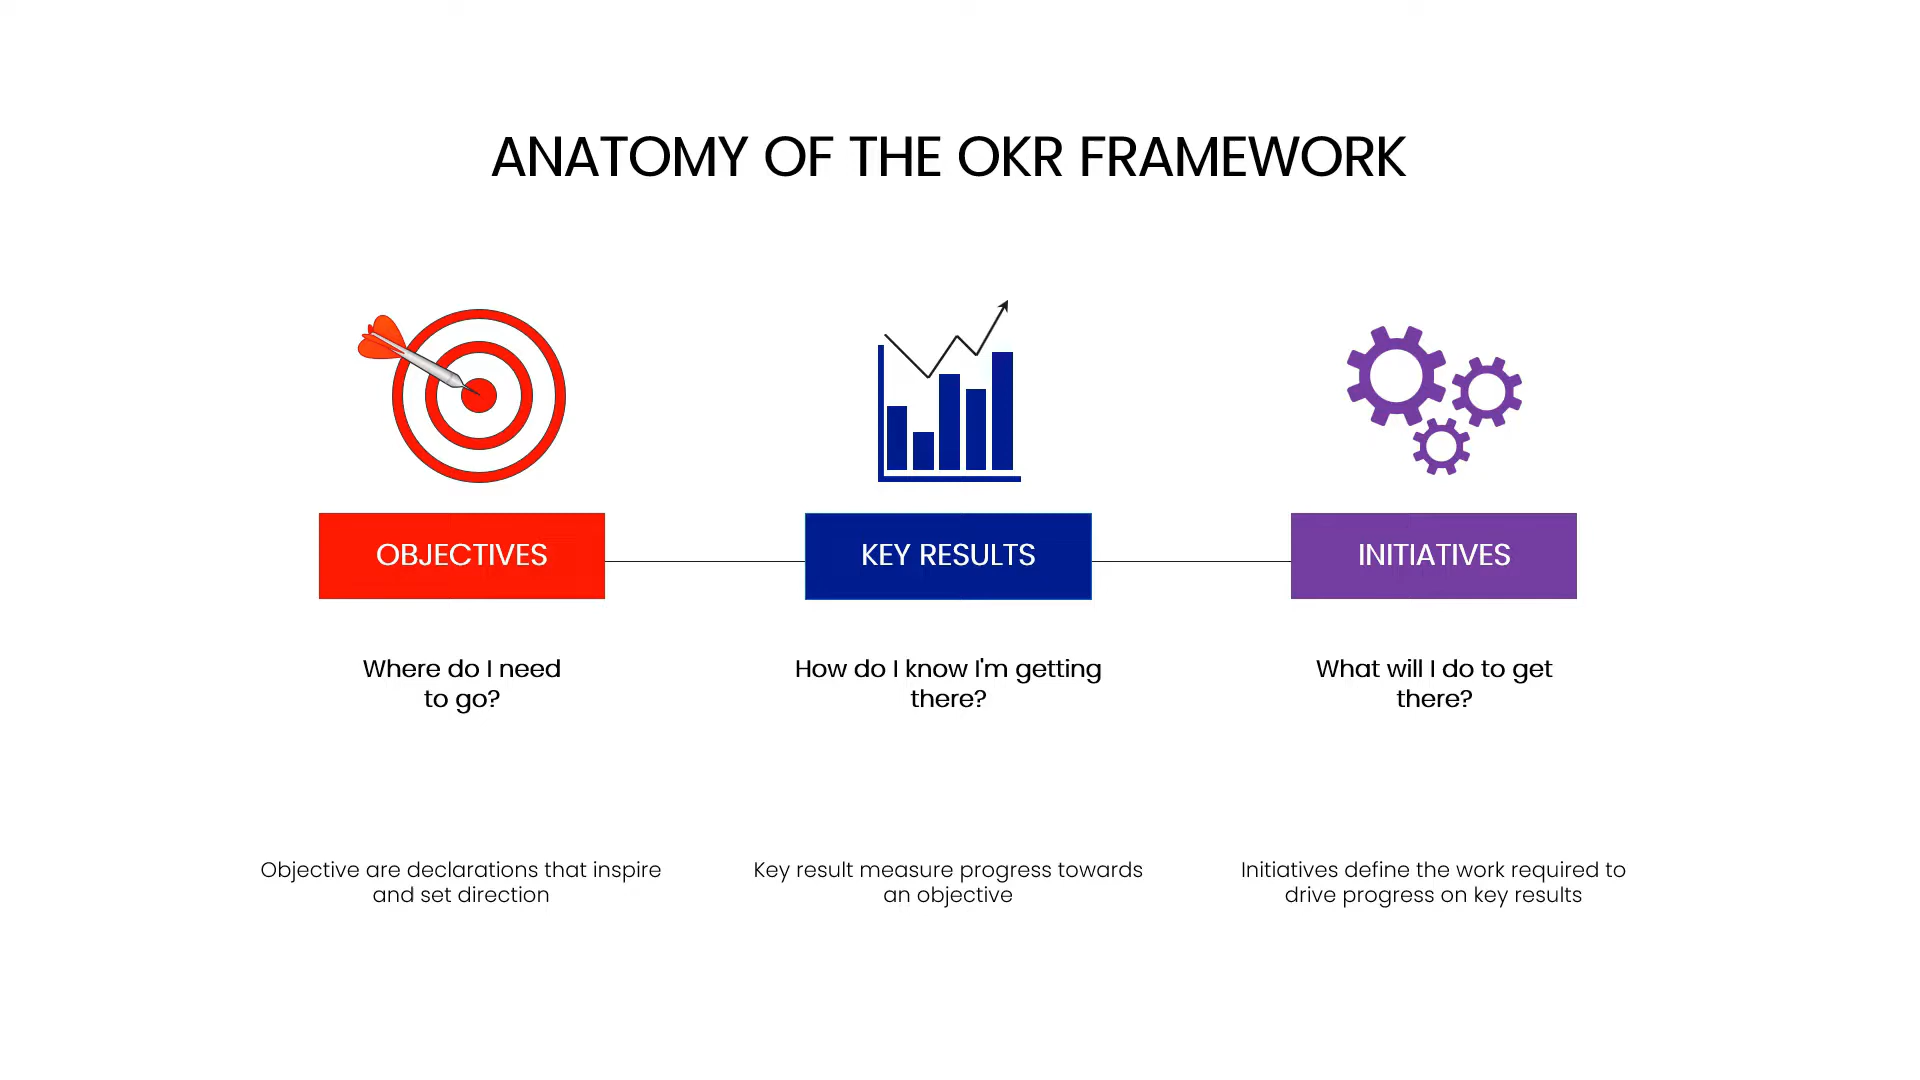 ANATOMY OF THE OKR FRAMEWORK
OBJECTIVES
KEY RESULTS
INITIATIVES
Where do I need
to go?
How do I know I'm getting
there?
What will I do to get
there?
Objective are declarations that inspire
and set direction
Key result measure progress towards
an objective
Initiatives define the work required to
drive progress on key results